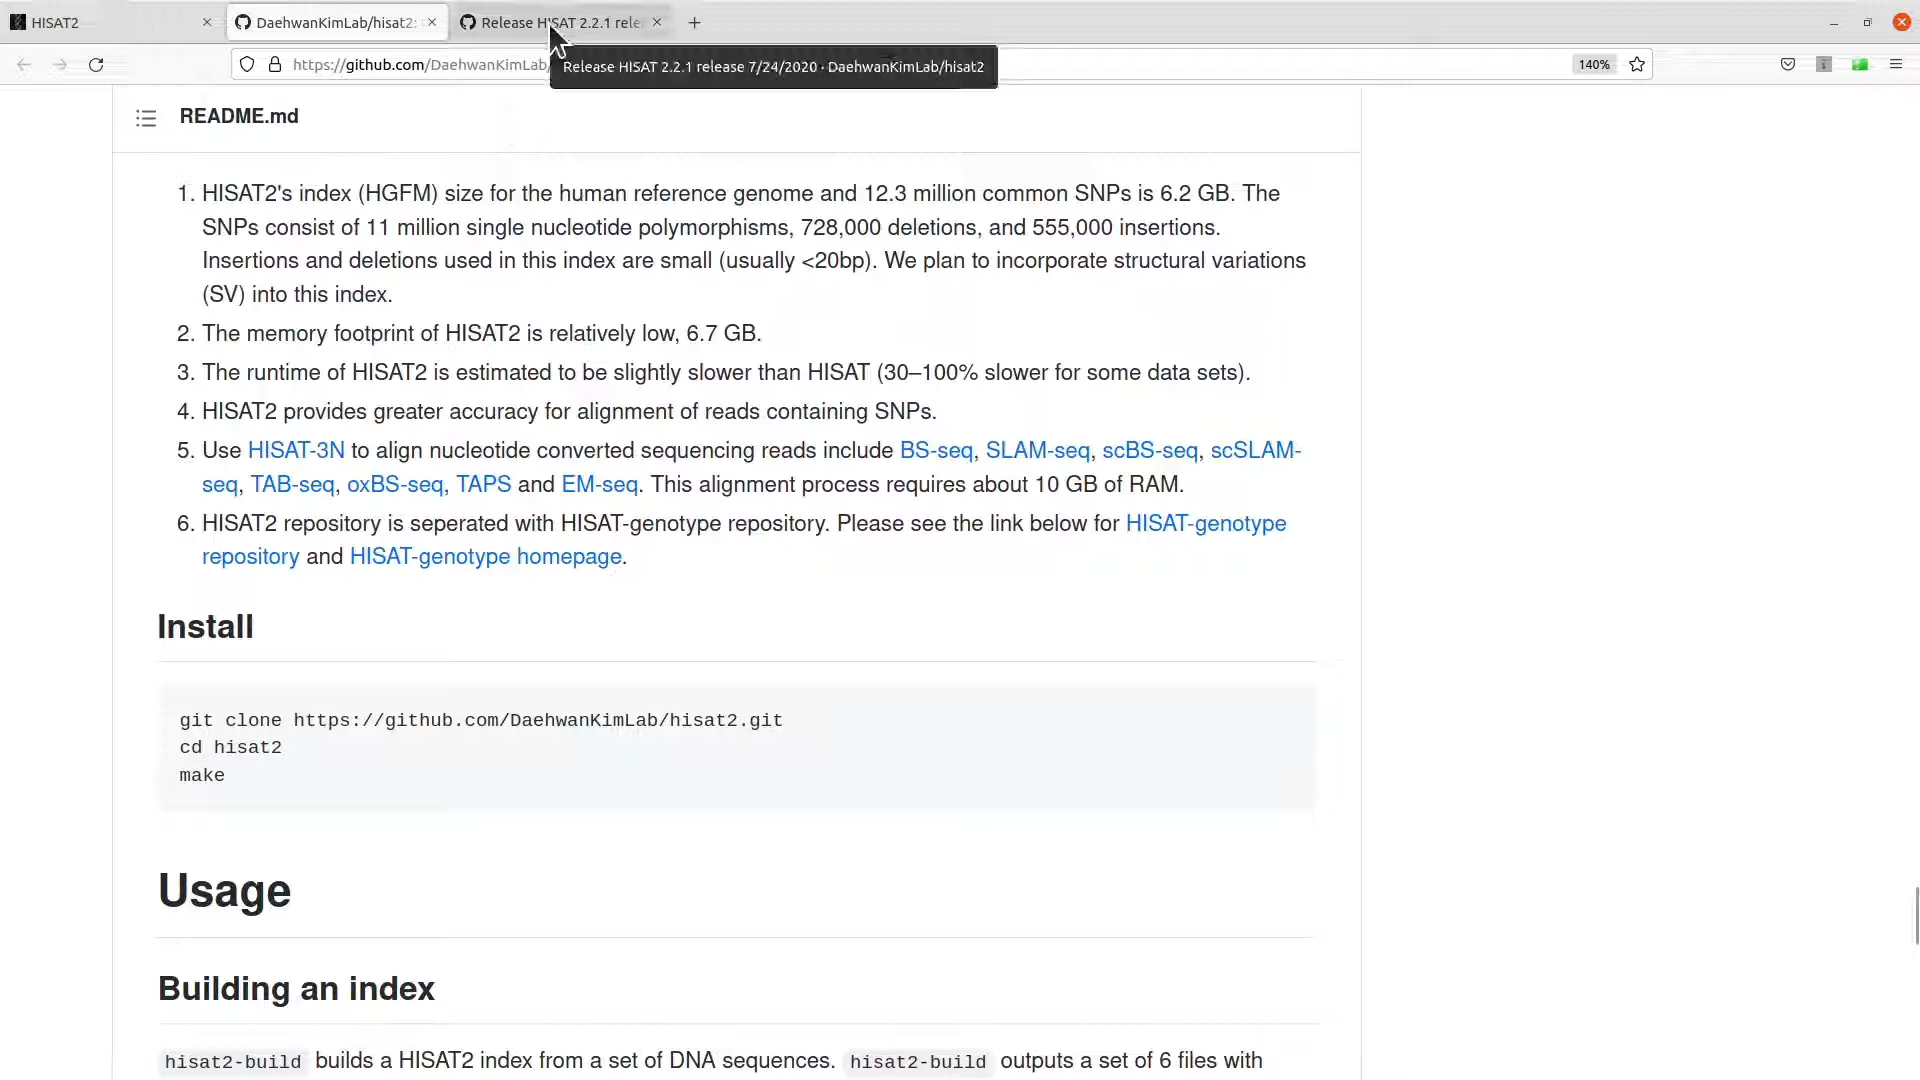 HISAT2
DaehwanKimLab/hisat2:
Release HISAT 2.2.1 rele
https://github.com/DaehwanKimLab/
Release HISAT 2.2.1 release 7/24/2020 · DaehwanKimLab/hisat2
140%
README.md
1. HISAT2's index (HGFM) size for the human reference genome and 12.3 million common SNPs is 6.2 GB. The
SNPs consist of 11 million single nucleotide polymorphisms, 728,000 deletions, and 555,000 insertions.
Insertions and deletions used in this index are small (usually <20bp). We plan to incorporate structural variations
(SV) into this index.
2. The memory footprint of HISAT2 is relatively low, 6.7 GB.
3. The runtime of HISAT2 is estimated to be slightly slower than HISAT (30–100% slower for some data sets).
4. HISAT2 provides greater accuracy for alignment of reads containing SNPs.
5. Use HISAT-3N to align nucleotide converted sequencing reads include BS-seq, SLAM-seq, scBS-seq, scSLAM-
seq, TAB-seq, oxBS-seq, TAPS and EM-seq. This alignment process requires about 10 GB of RAM.
6. HISAT2 repository is seperated with HISAT-genotype repository. Please see the link below for HISAT-genotype
repository and HISAT-genotype homepage.
Install
git clone https://github.com/DaehwanKimLab/hisat2.git
cd hisat2
make
Usage
Building an index
hisat2-build builds a HISAT2 index from a set of DNA sequences. hisat2-build outputs a set of 6 files with